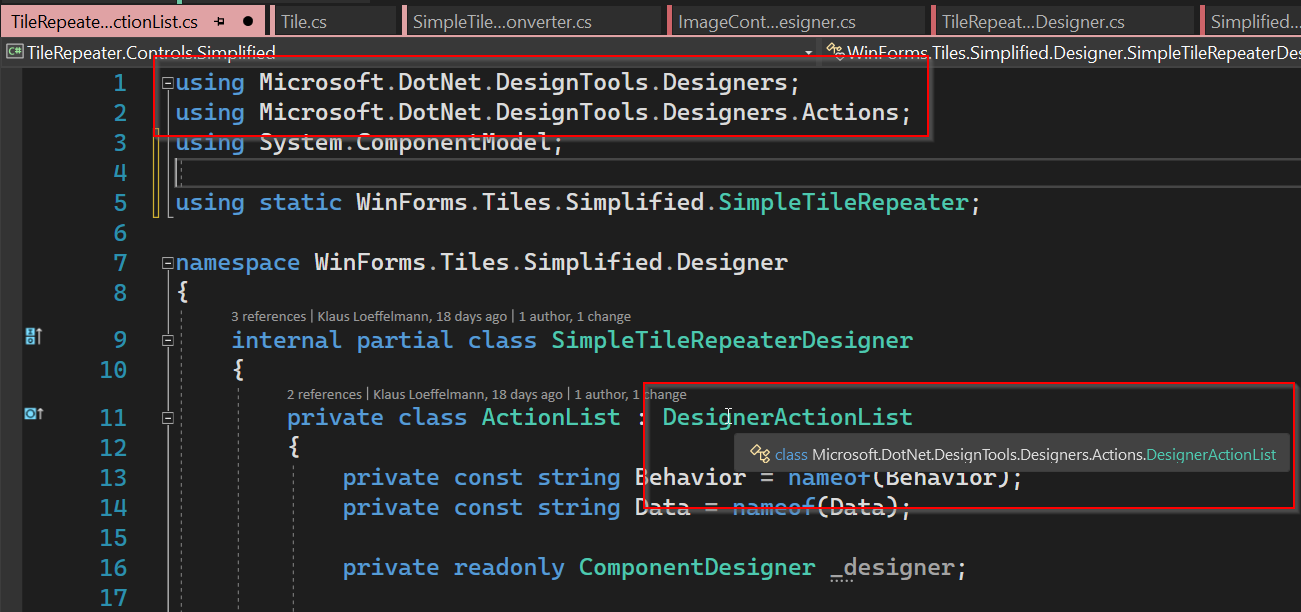 TileRepeate...ctionList.cs
Tile.cs
SimpleTile...onverter.cs
ImageCont...esigner.cs
TileRepeat...Designer.cs
Simplified...
C# TileRepeater.Controls.Simplified
WinForms.Tiles.Simplified.Designer.SimpleTileRepeaterDes
1 using Microsoft.DotNet.DesignTools.Designers;
2 using Microsoft.DotNet.DesignTools.Designers.Actions;
3 using System.ComponentModel;
4
5 using static WinForms.Tiles.Simplified.SimpleTileRepeater;
6
7 namespace WinForms.Tiles.Simplified.Designer
8 {
3 references | Klaus Loeffelmann, 18 days ago | 1 author, 1 change
9 internal partial class SimpleTileRepeaterDesigner
10 {
2 references | Klaus Loeffelmann, 18 days ago | 1 author, 1 change
11 private class ActionList : DesignerActionList
12 {
class Microsoft.DotNet.DesignTools.Designers.Actions.DesignerActionList
13 private const string Behavior = nameof(Behavior);
14 private const string Data = nameof(Data);
15
16 private readonly ComponentDesigner _designer;
17